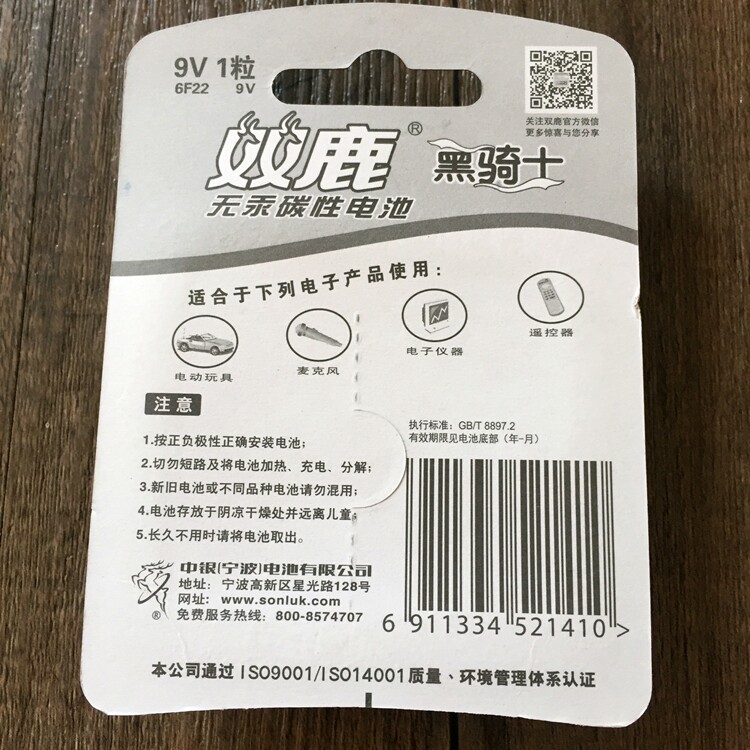 9V 1粒
6F22 9V
关注双鹿官方微信
更多惊喜与您分享
双鹿®
黑骑士
无汞碳性电池
适合于下列电子产品使用：
电动玩具
麦克风
电子仪器
遥控器
注意
1.按正负极性正确安装电池；
2.切勿短路及将电池加热、充电、分解；
3.新旧电池或不同品种电池请勿混用；
4.电池存放于阴凉干燥处并远离儿童；
5.长久不用时请将电池取出。
执行标准：GB/T 8897.2
有效期限见电池底部（年-月）
6 911334 521410 >
中银(宁波)电池有限公司
地址：宁波高新区星光路128号
网址：www.sonluk.com
®
免费服务热线：800-8574707
本公司通过 ISO9001/ISO14001质量、环境管理体系认证